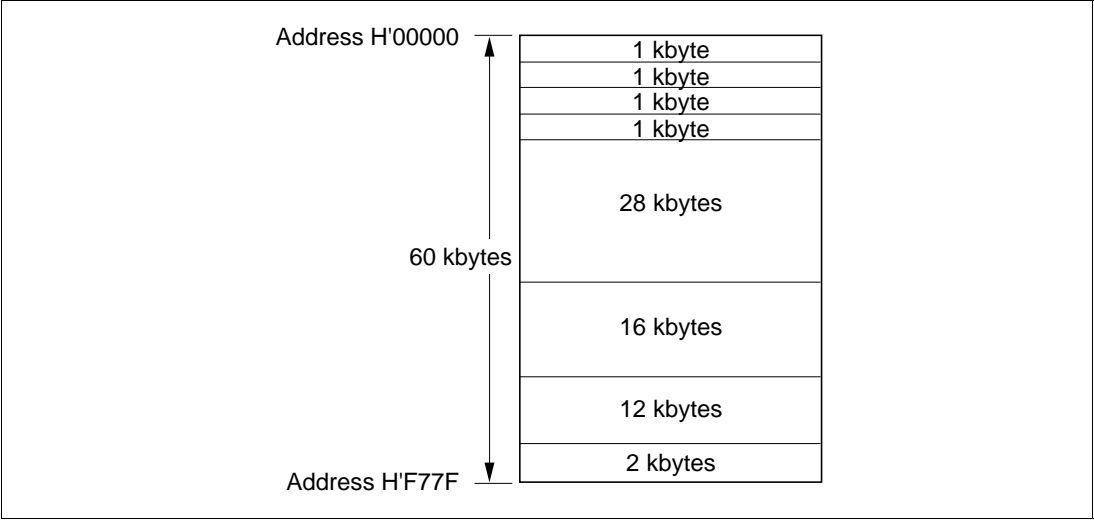 Address H'00000
1 kbyte
1 kbyte
1 kbyte
1 kbyte
28 kbytes
60 kbytes
16 kbytes
12 kbytes
2 kbytes
Address H'F77F